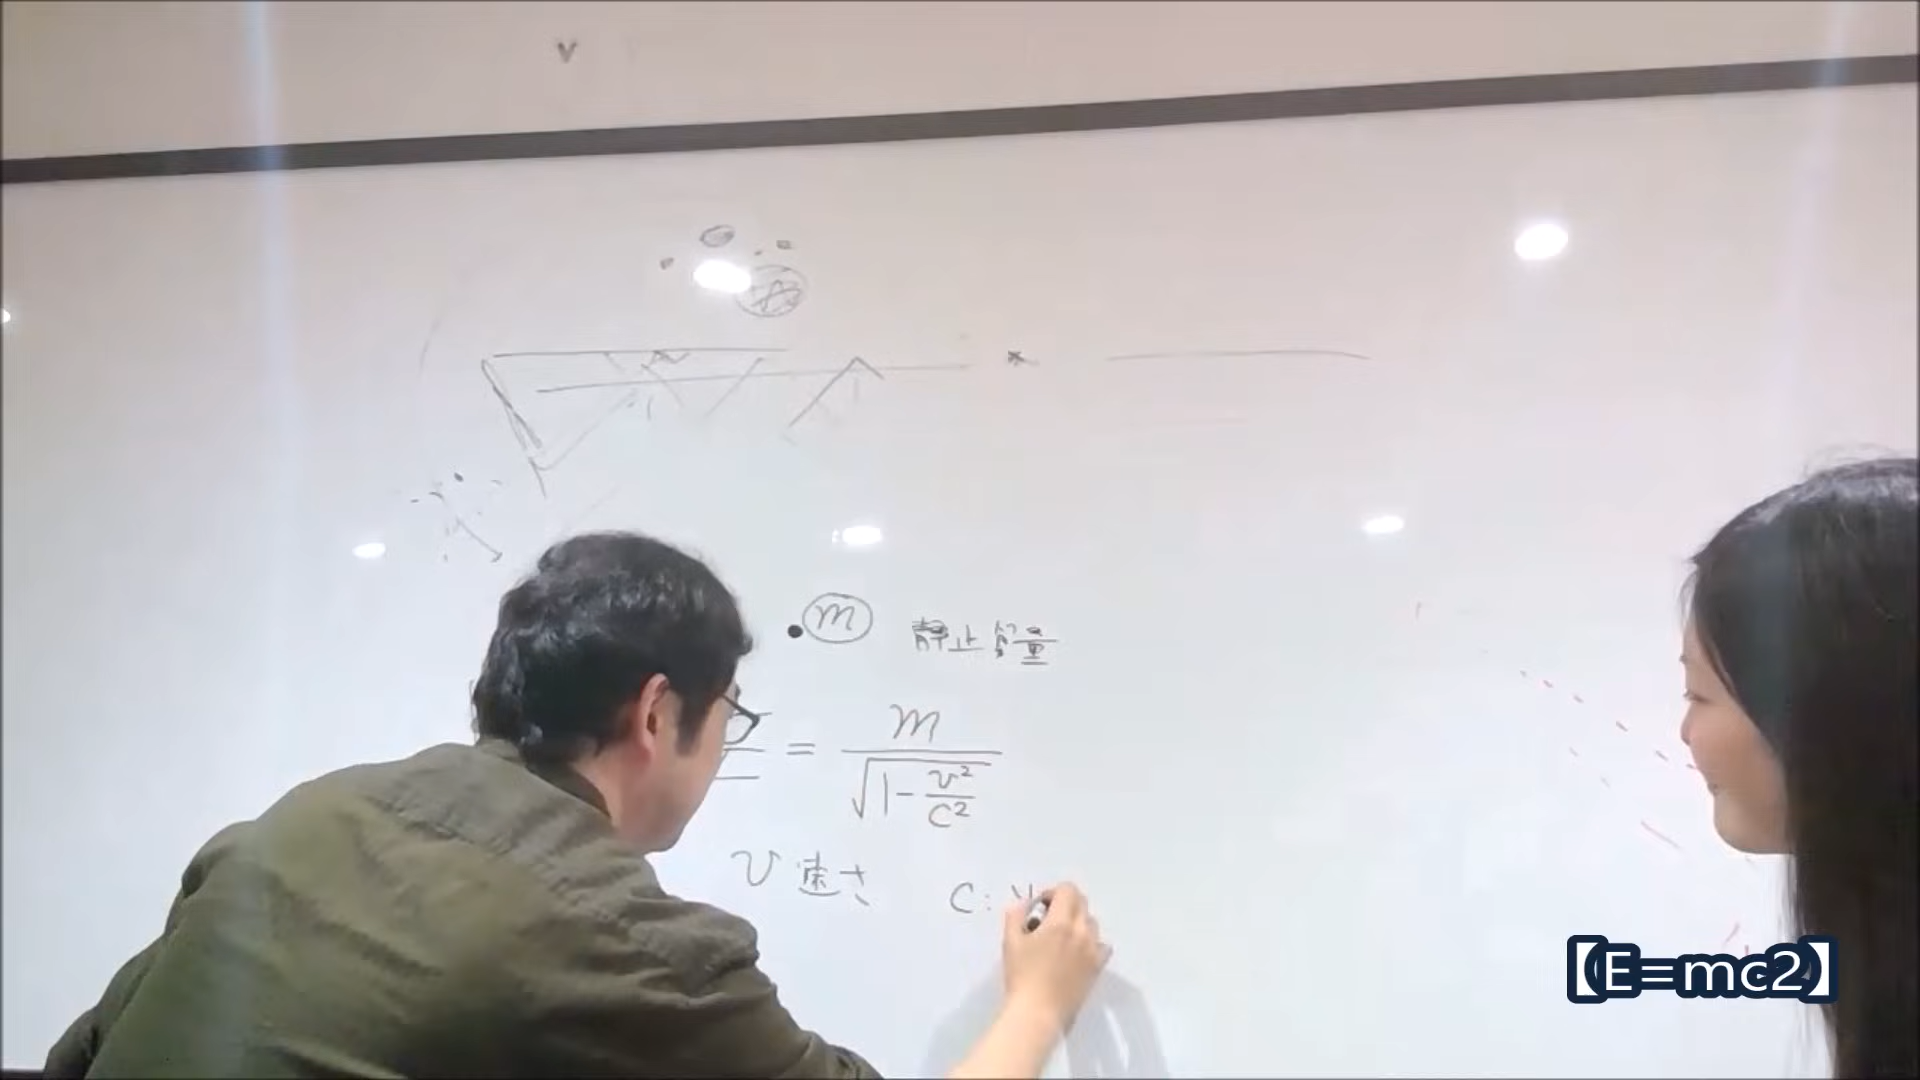 v
m 静止質量
= m / √1 - v² / c²
v 速さ C:
【E=mc2】